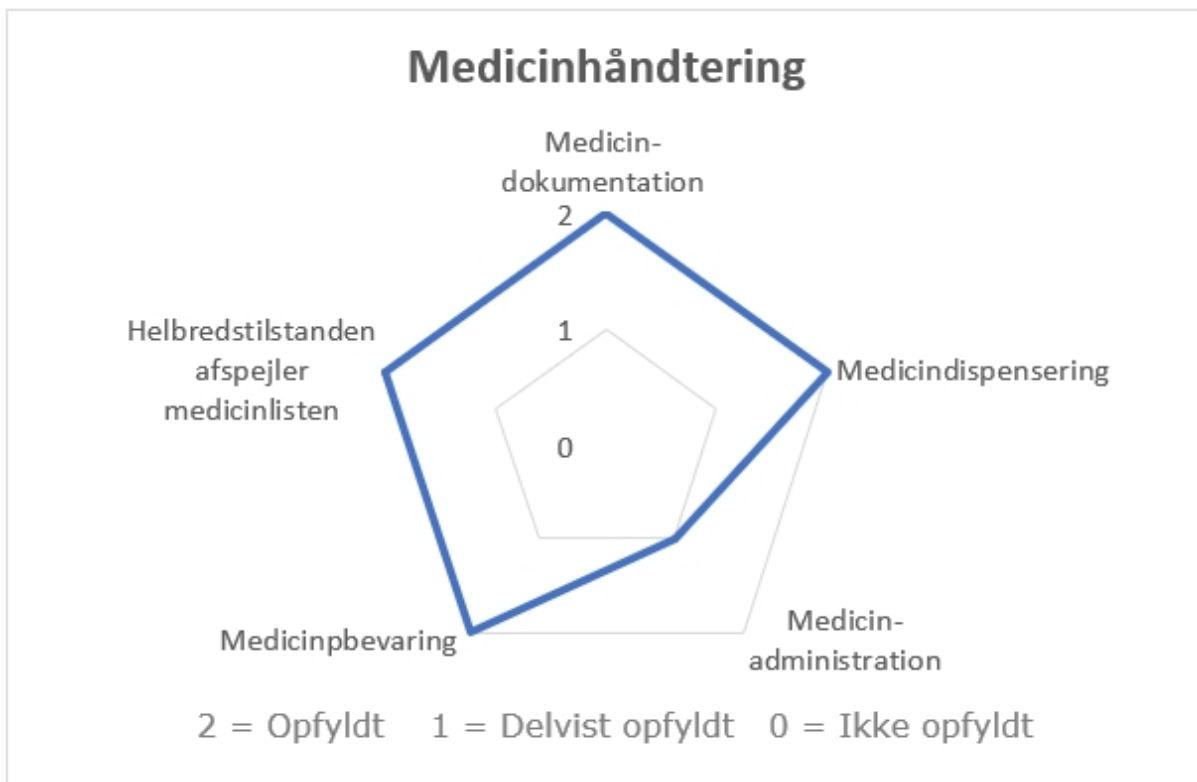 Medicinhåndtering
Medicin-
dokumentation
2
1
0
Medicindispensering
Medicin-
administration
Medicinpbevaring
Helbredstilstanden
afspejler
medicinlisten
2 = Opfyldt 1 = Delvist opfyldt 0 = Ikke opfyldt